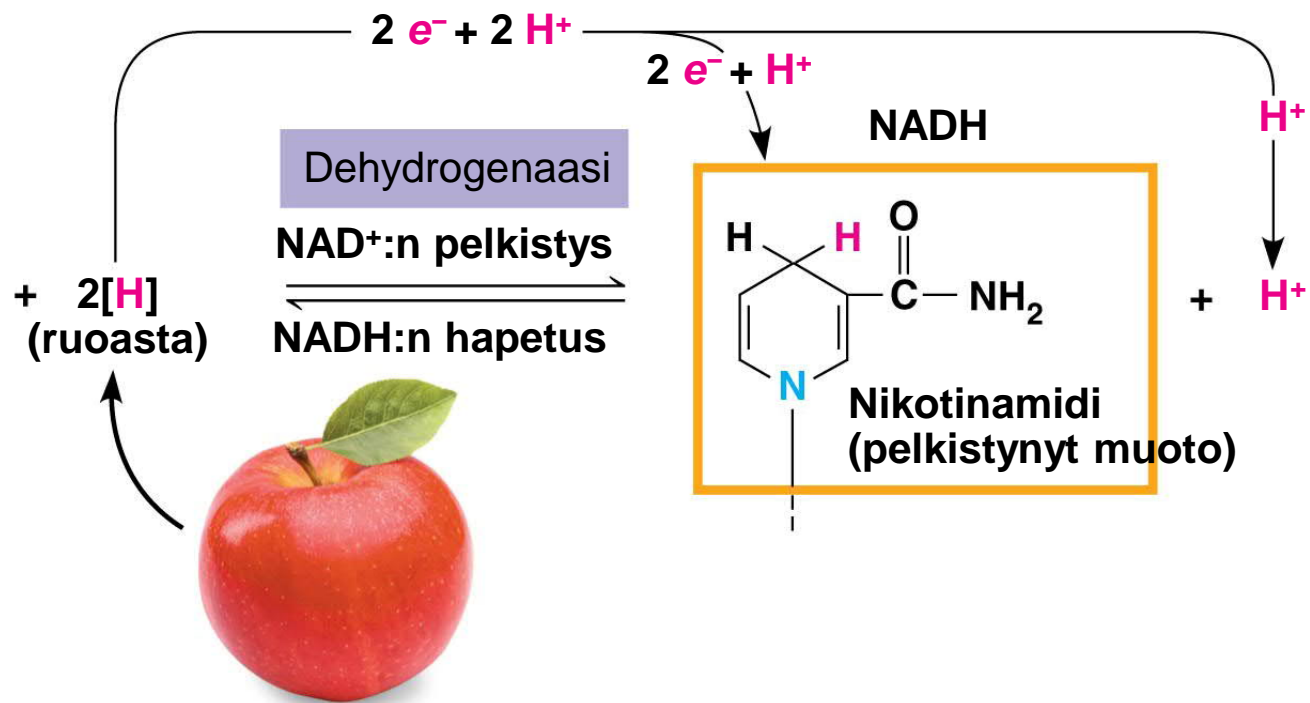 2 e⁻ + 2 H⁺
2 e⁻ + H⁺
H⁺
NADH
Dehydrogenaasi
NAD⁺:n pelkistys
+ 2[H]
(ruoasta)
NADH:n hapetus
H
H
O
C
NH₂
N
+ H⁺
Nikotinamidi
(pelkistynyt muoto)